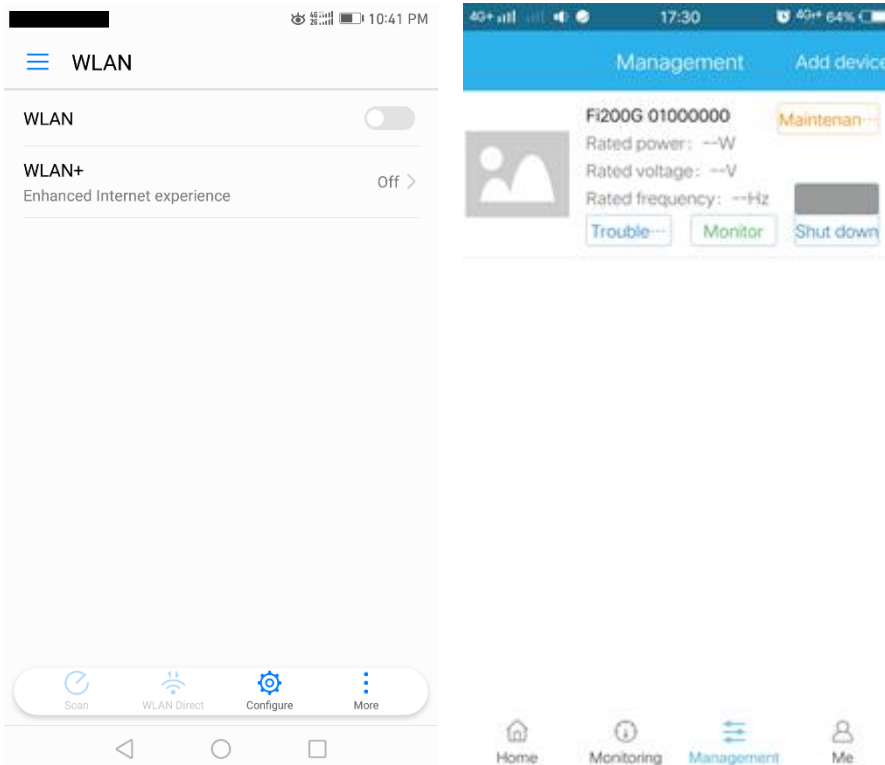 10:41 PM
WLAN
WLAN
WLAN+
Enhanced Internet experience
Off
Scan
WLAN Direct
Configure
More
17:30
64%
Management
Add device
Fi200G 01000000
Maintenan···
Rated power: --W
Rated voltage: --V
Rated frequency: --Hz
Trouble···
Monitor
Shut down
Home
Monitoring
Management
Me